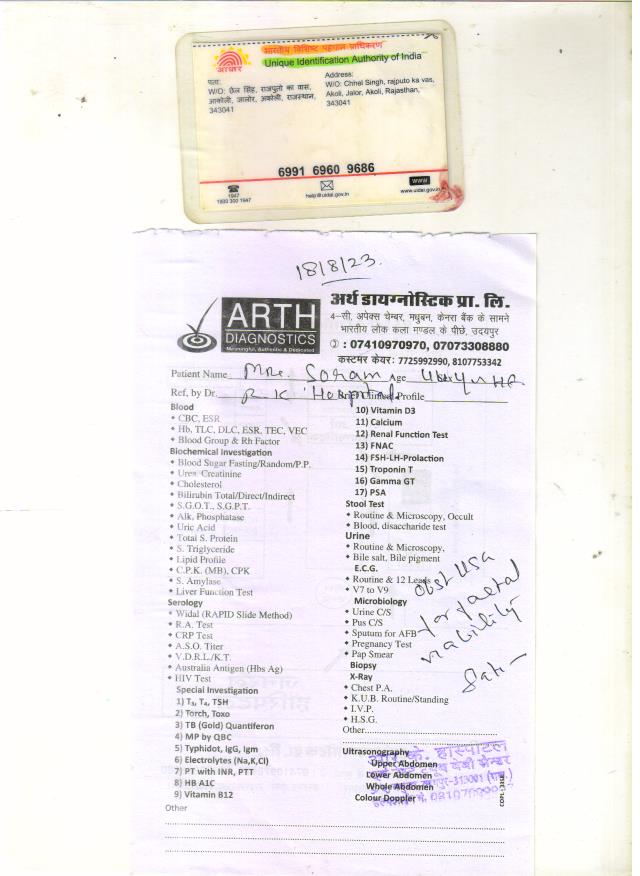 भारतीय विशिष्ट पहचान प्राधिकरण
Unique Identification Authority of India
आधार
पता:
W/O: छैल सिंह, राजपुतो का वास,
आकोली, जालोर, अकोली, राजस्थान,
343041
Address:
W/O: Chhel Singh, rajputo ka vas,
Akoli, Jalor, Akoli, Rajasthan,
343041
6991 6960 9686
1947
1800 300 1947
help@uidai.gov.in
www
www.uidai.gov.in
18/8/23.
ARTH
DIAGNOSTICS
Meaningful, Authentic & Dedicated
अर्थ डायग्नोस्टिक प्रा. लि.
4-सी, अपेक्स चेम्बर, मधुबन, केनरा बैंक के सामने
भारतीय लोक कला मण्डल के पीछे, उदयपुर
: 07410970970, 07073308880
कस्टमर केयर: 7725992990, 8107753342
Patient Name Mrs. Sonam Age
Ref, by Dr. R.K. Hospital Clinical Profile
Blood
CBC, ESR
Hb, TLC, DLC, ESR, TEC, VEC
Blood Group & Rh Factor
Biochemical Investigation
Blood Sugar Fasting/Random/P.P.
Urea, Creatinine
Cholesterol
Bilirubin Total/Direct/Indirect
S.G.O.T., S.G.P.T.
Alk. Phosphatase
Uric Acid
Total S. Protein
S. Triglyceride
Lipid Profile
C.P.K. (MB), CPK
S. Amylase
Liver Function Test
Serology
Widal (RAPID Slide Method)
R.A. Test
CRP Test
A.S.O. Titer
V.D.R.L./K.T.
Australia Antigen (Hbs Ag)
HIV Test
Special Investigation
1) T₃, T₄, TSH
2) Torch, Toxo
3) TB (Gold) Quantiferon
4) MP by QBC
5) Typhidot, IgG, Igm
6) Electrolytes (Na,K,Cl)
7) PT with INR, PTT
8) HB A1C
9) Vitamin B12
Other
10) Vitamin D3
11) Calcium
12) Renal Function Test
13) FNAC
14) FSH-LH-Prolaction
15) Troponin T
16) Gamma GT
17) PSA
Stool Test
Routine & Microscopy, Occult
Blood, disaccharide test
Urine
Routine & Microscopy,
Bile salt, Bile pigment
E.C.G.
Routine & 12 Leads
V7 to V9
Microbiology
Urine C/S
Pus C/S
Sputum for AFB
Pregnancy Test
Pap Smear
Biopsy
X-Ray
Chest P.A.
K.U.B. Routine/Standing
I.V.P.
H.S.G.
Other
obst USG
for foetal
viability
Ultrasonography
Upper Abdomen
Lower Abdomen
Whole Abdomen
Colour Doppler
आर के. हॉस्पीटल